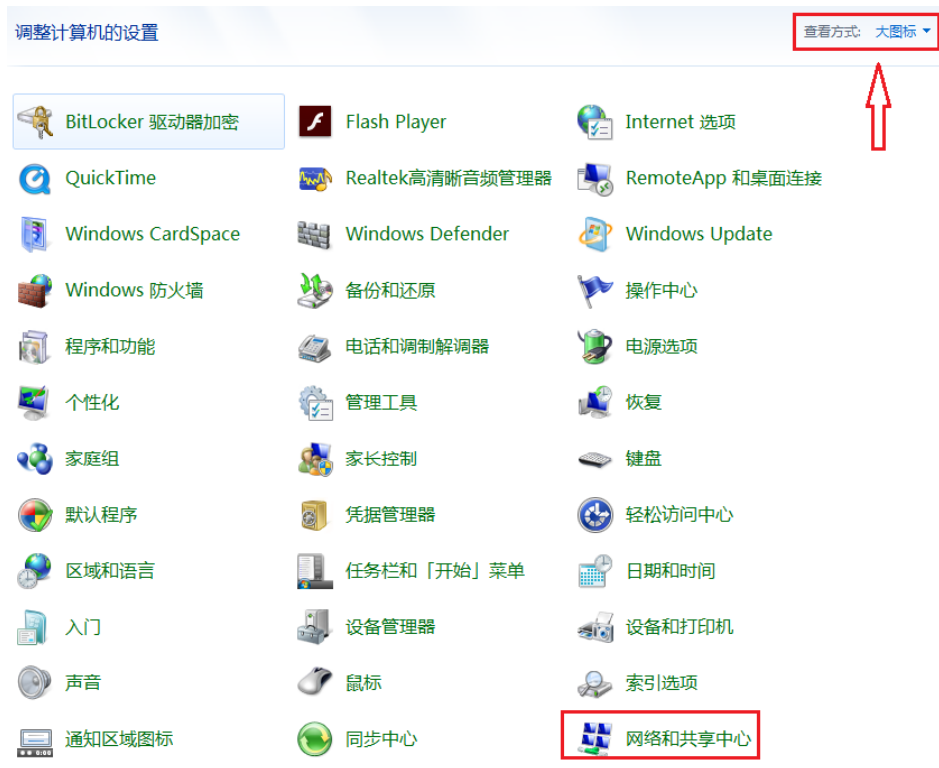 调整计算机的设置
查看方式: 大图标
BitLocker 驱动器加密
Flash Player
Internet 选项
QuickTime
Realtek高清晰音频管理器
RemoteApp 和桌面连接
Windows CardSpace
Windows Defender
Windows Update
Windows 防火墙
备份和还原
操作中心
程序和功能
电话和调制解调器
电源选项
个性化
管理工具
恢复
家庭组
家长控制
键盘
默认程序
凭据管理器
轻松访问中心
区域和语言
任务栏和「开始」菜单
日期和时间
入门
设备管理器
设备和打印机
声音
鼠标
索引选项
通知区域图标
同步中心
网络和共享中心